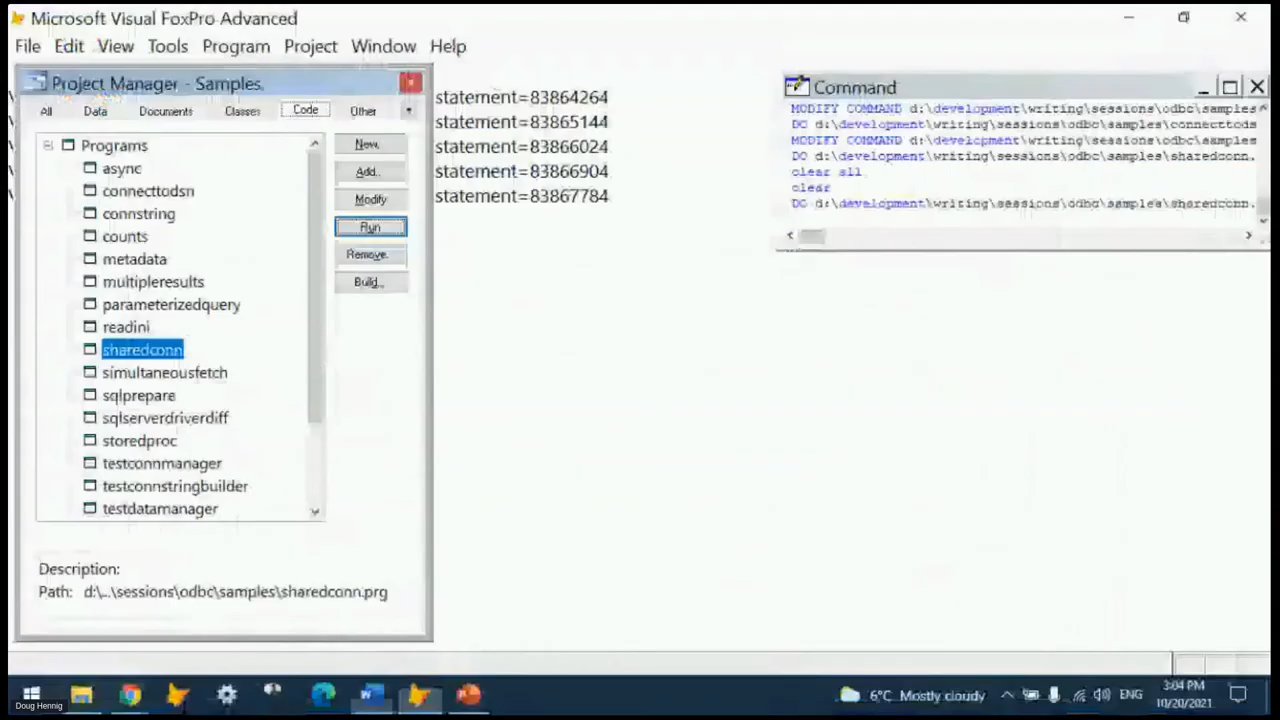 Microsoft Visual FoxPro Advanced
File Edit View Tools Program Project Window Help
Project Manager - Samples
All Data Documents Classes Code Other
Programs
async
connecttodsn
connstring
counts
metadata
multipleresults
parameterizedquery
readini
sharedconn
simultaneousfetch
sqlprepare
sqlserverdriverdiff
storedproc
testconnmanager
testconnstringbuilder
testdatamanager
New...
Add...
Modify
Run
Remove...
Build...
Description:
Path: d:\...\sessions\odbc\samples\sharedconn.prg
statement=83864264
statement=83865144
statement=83866024
statement=83866904
statement=83867784
Command
MODIFY COMMAND d:\development\writing\sessions\odbc\samples
DO d:\development\writing\sessions\odbc\samples\connecttods
MODIFY COMMAND d:\development\writing\sessions\odbc\samples
DO d:\development\writing\sessions\odbc\samples\sharedconn.
clear all
clear
DO d:\development\writing\sessions\odbc\samples\sharedconn.
Doug Hennig
6°C Mostly cloudy
ENG
3:04 PM
10/20/2021